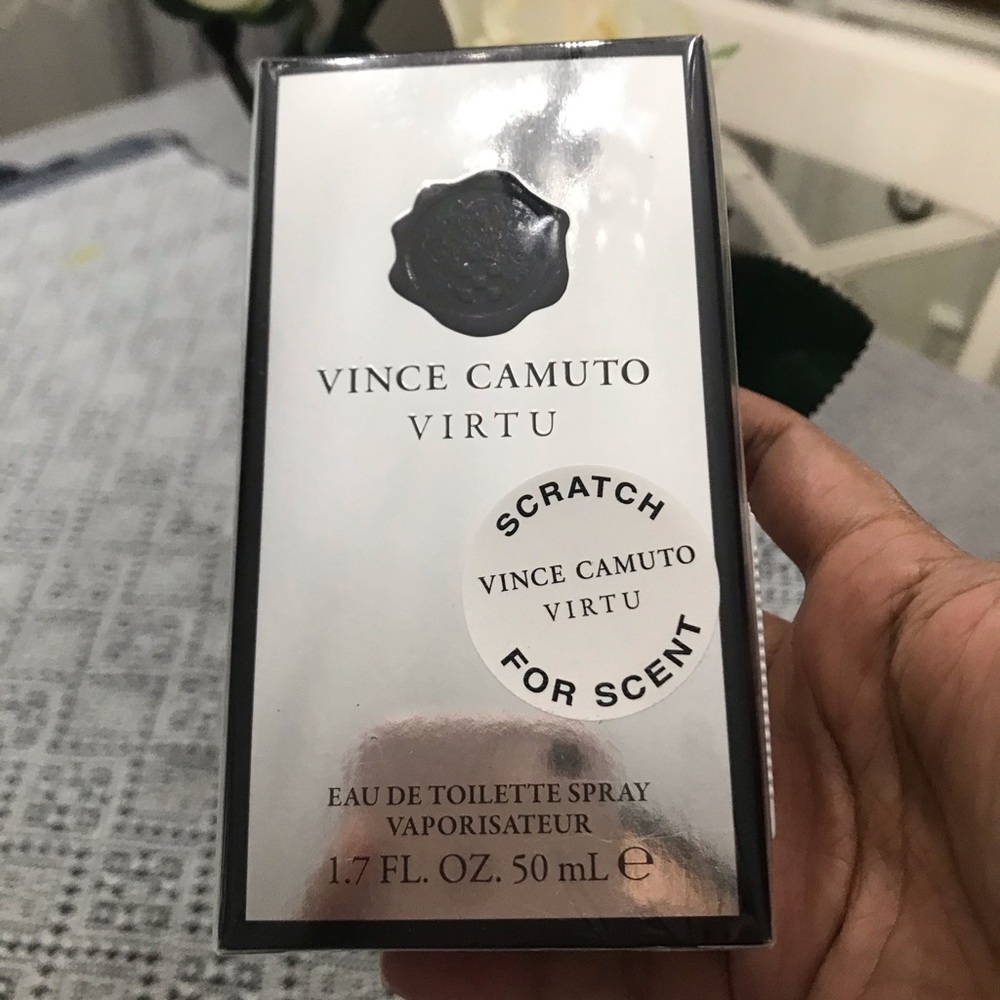 VINCE CAMUTO
VIRTU
SCRATCH
VINCE CAMUTO
VIRTU
FOR SCENT
EAU DE TOILETTE SPRAY
VAPORISATEUR
1.7 FL. OZ. 50 mL ℮